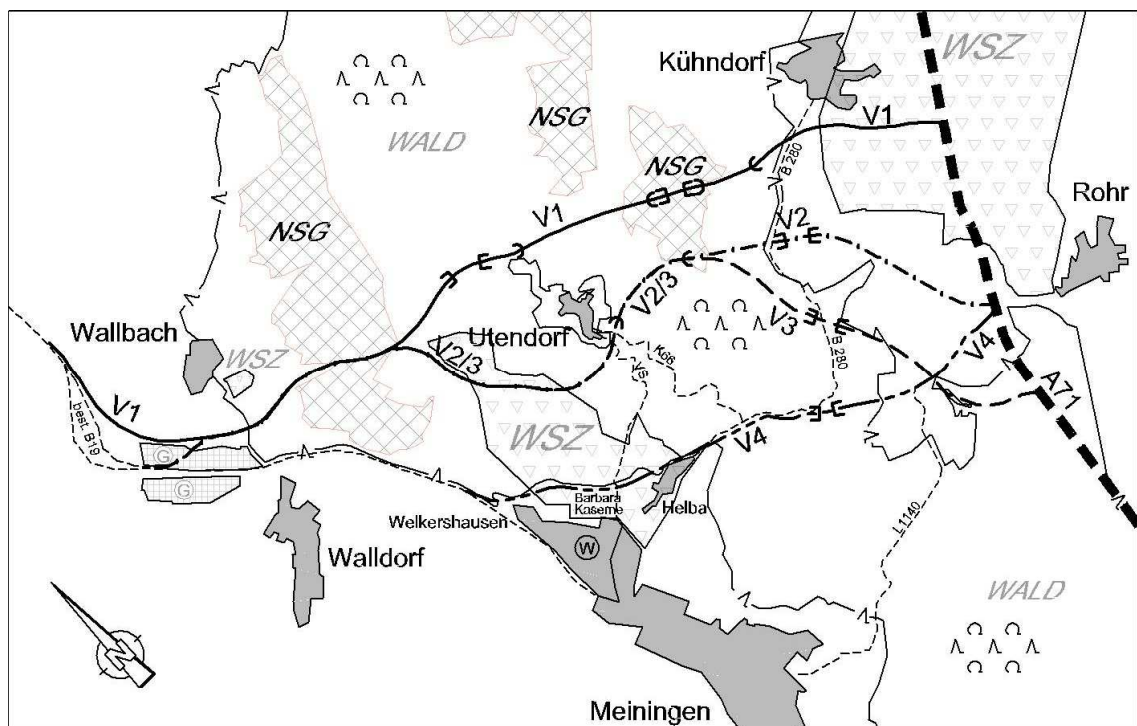 Kühndorf
WSZ
WALD
NSG
V1
NSG
B 280
Rohr
V1
NSG
V2
V2/3
Wallbach
WSZ
Utendorf
V3
V2/3
K66
B 280
V4
A71
V1
best. B19
WSZ
V4
G
G
Barbara
Kaserne
Helba
Welkershausen
L1140
W
Walldorf
WALD
N
Meiningen